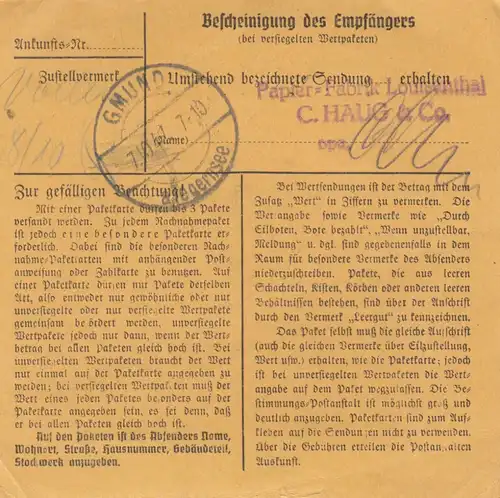 Bescheinigung des Empfängers
(bei versiegelten Wertpaketen)
Ankunfts-Nr.
Zustellvermerk
Umstehend bezeichnete Sendung erhalten
Papier-Fabrik Louisenthal
C. HAUG & Co.
ppa.
(Name)
GMUND
a/Tegernsee
Zur gefälligen Beachtung!
Mit einer Paketkarte dürfen bis 3 Pakete
versandt werden. Zu jedem Nachnahmepaket
ist jedoch eine besondere Paketkarte er-
forderlich. Dabei sind die besonderen Nach-
nahme-Paketkarten mit anhängender Post-
anweisung oder Zahlkarte zu benutzen. Auf
einer Paketkarte dürfen nur Pakete derselben
Art, also entweder nur gewöhnliche oder nur
unversiegelte oder nur versiegelte Wertpakete
gemeinsam befördert werden, unversiegelte
Wertpakete jedoch nur dann, wenn der Wert-
betrag bei allen Paketen gleich hoch ist. Bei
unversiegelten Wertpaketen braucht der Wert
nur einmal auf der Paketkarte angegeben zu
werden; bei versiegelten Wertpaketen muß der
Wert eines jeden Paketes besonders auf der
Paketkarte angegeben sein, es sei denn, daß
er bei allen Paketen gleich hoch ist.
Auf den Paketen ist des Absenders Name,
Wohnort, Straße, Hausnummer, Gebäudeteil,
Stockwerk anzugeben.
Bei Wertsendungen ist der Betrag mit dem
Zusatz „Wert" in Ziffern zu vermerken. Die
Wertangabe sowie Vermerke wie „Durch
Eilboten, Bote bezahlt", „Wenn unzustellbar,
Meldung" u. dgl. sind gegebenenfalls in dem
Raum für besondere Vermerke des Absenders
niederzuschreiben. Pakete, die aus leeren
Schachteln, Kisten, Körben oder anderen leeren
Behältnissen bestehen, sind über der Anschrift
durch den Vermerk „Leergut" zu kennzeichnen.
Das Paket selbst muß die gleiche Aufschrift
(auch die gleichen Vermerke über Eilzustellung,
Wert usw.) erhalten, wie die Paketkarte; jedoch
ist bei unversiegelten Wertpaketen die Wert-
angabe auf dem Paket wegzulassen. Die Be-
stimmungs-Postanstalt ist möglichst groß und
deutlich anzugeben. Paketkarten sind zum Auf-
kleben auf die Sendungen nicht zu verwenden.
Über die Gebühren erteilen die Postanstalten
Auskunft.